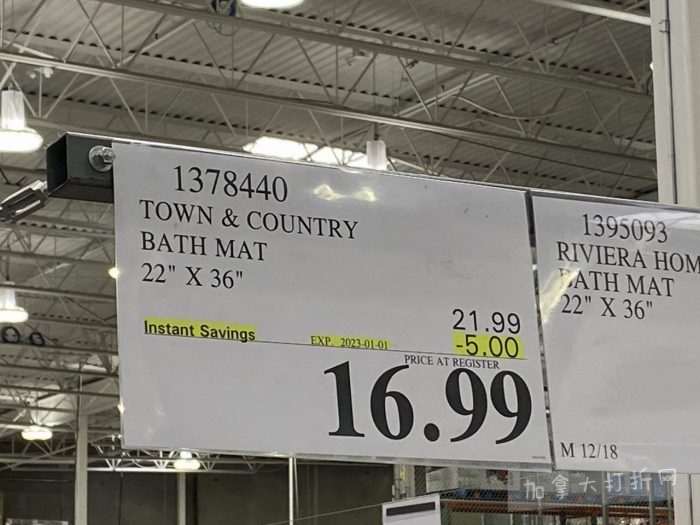 1378440
TOWN & COUNTRY
BATH MAT
22" X 36"
21.99
Instant Savings
EXP. 2023-01-01
-5.00
PRICE AT REGISTER
16.99
1395093
RIVIERA HOM
BATH MAT
22" X 36"
M 12/18
加拿大打折网